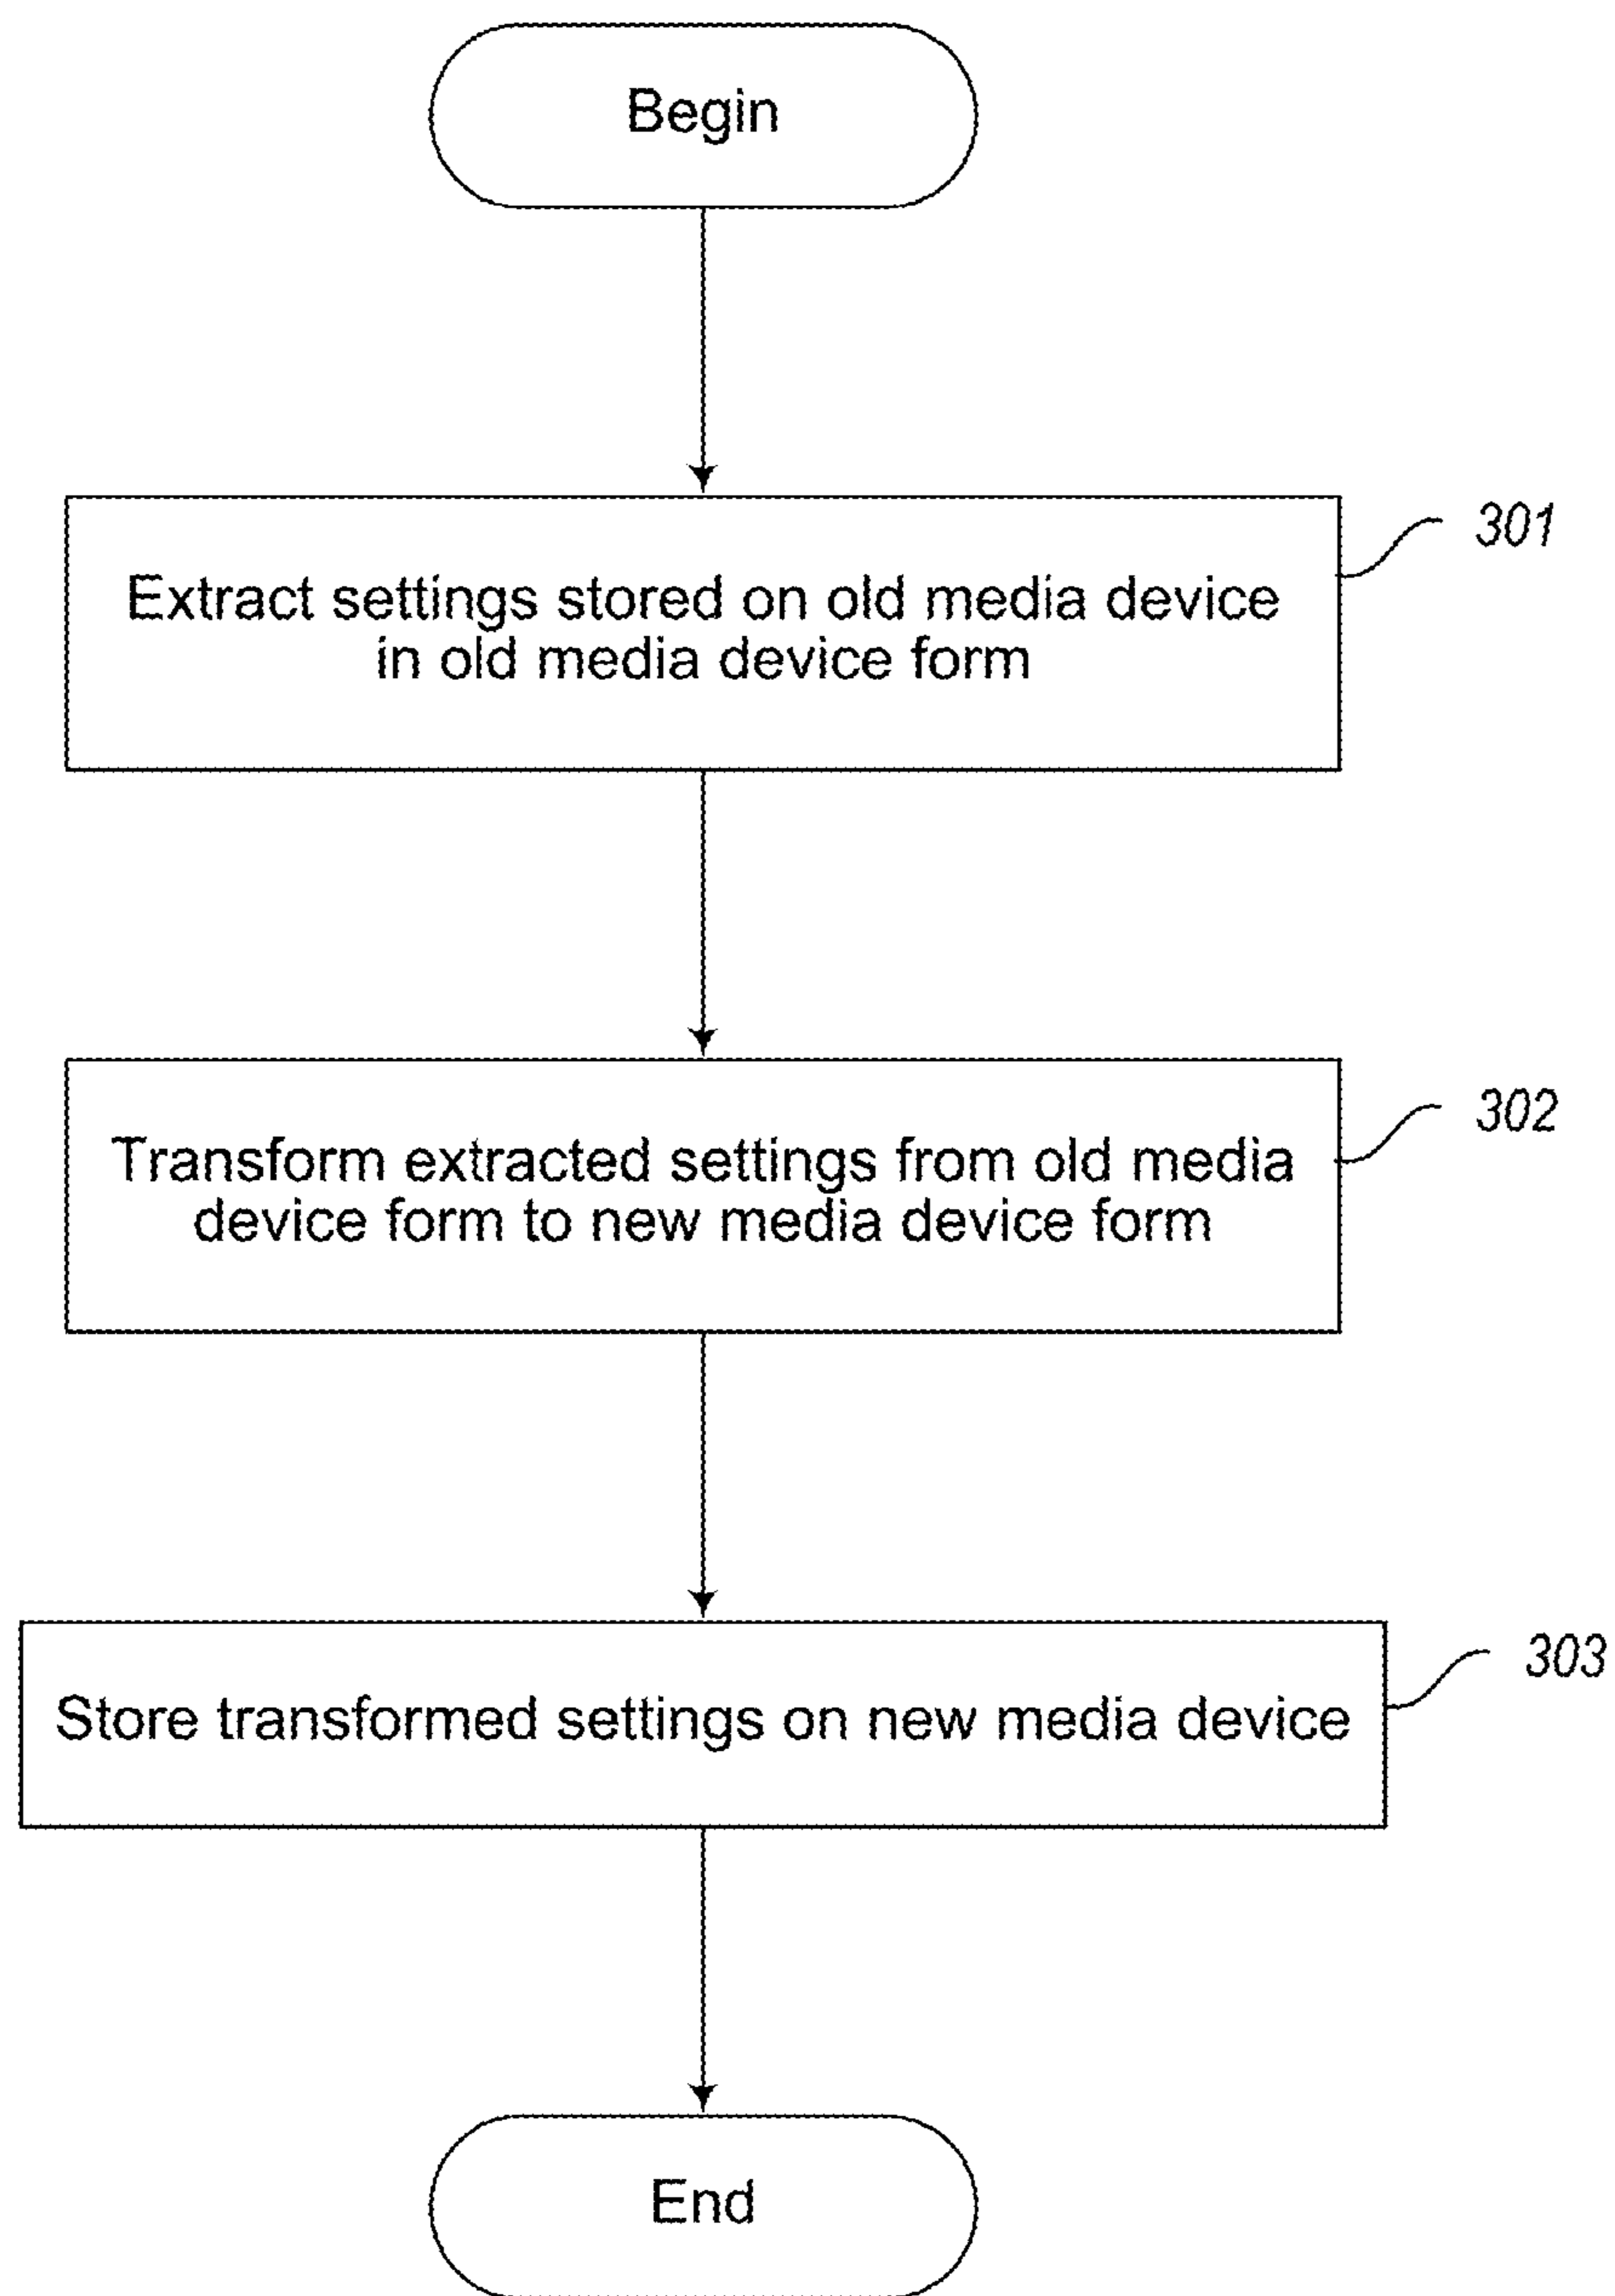 Begin
301
Extract settings stored on old media device
in old media device form
302
Transform extracted settings from old media
device form to new media device form
303
Store transformed settings on new media device
End